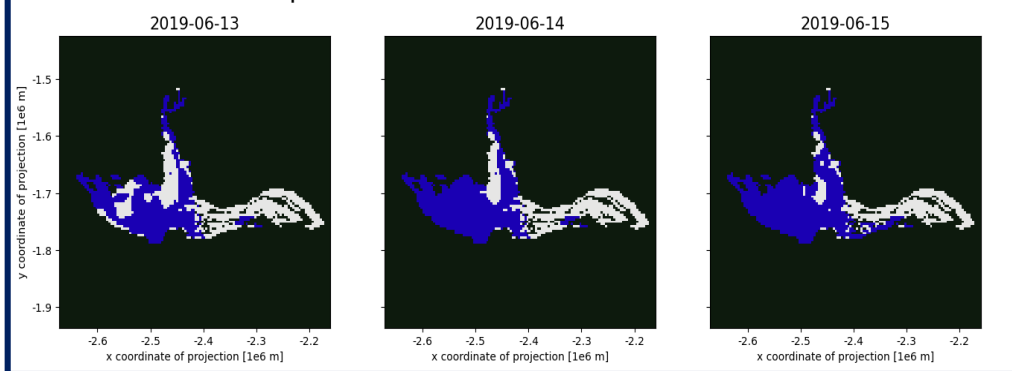 2019-06-13 2019-06-14 2019-06-15
y coordinate of projection [1e6 m]
-1.5
-1.6
-1.7
-1.8
-1.9
-2.6 -2.5 -2.4 -2.3 -2.2 -2.6 -2.5 -2.4 -2.3 -2.2 -2.6 -2.5 -2.4 -2.3 -2.2
x coordinate of projection [1e6 m] x coordinate of projection [1e6 m] x coordinate of projection [1e6 m]